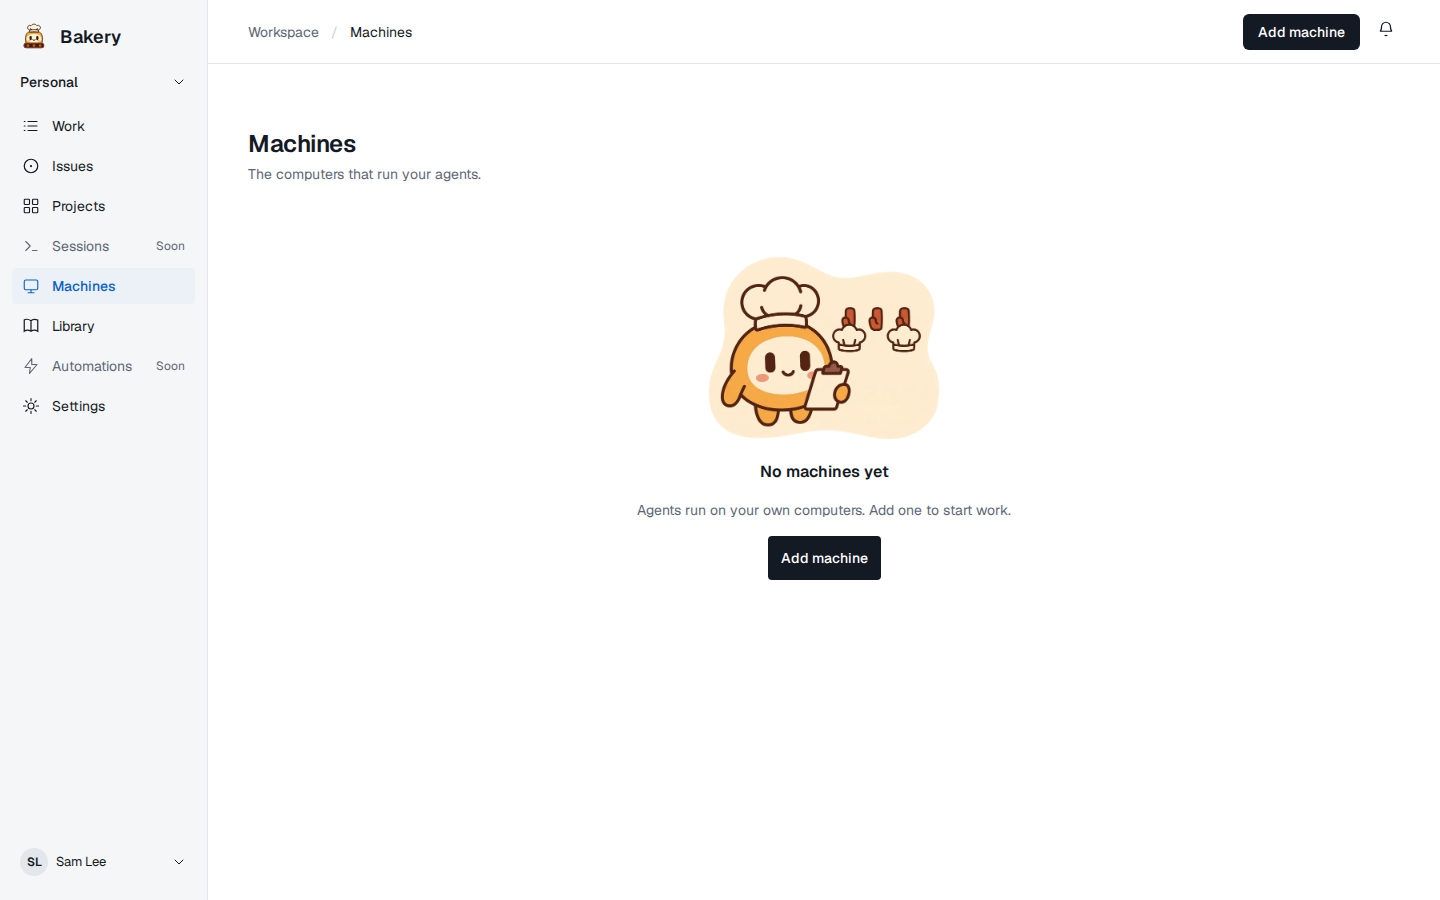 Bakery
Personal
Work
Issues
Projects
Sessions Soon
Machines
Library
Automations Soon
Settings
SL Sam Lee
Workspace / Machines
Add machine
Machines
The computers that run your agents.
No machines yet
Agents run on your own computers. Add one to start work.
Add machine